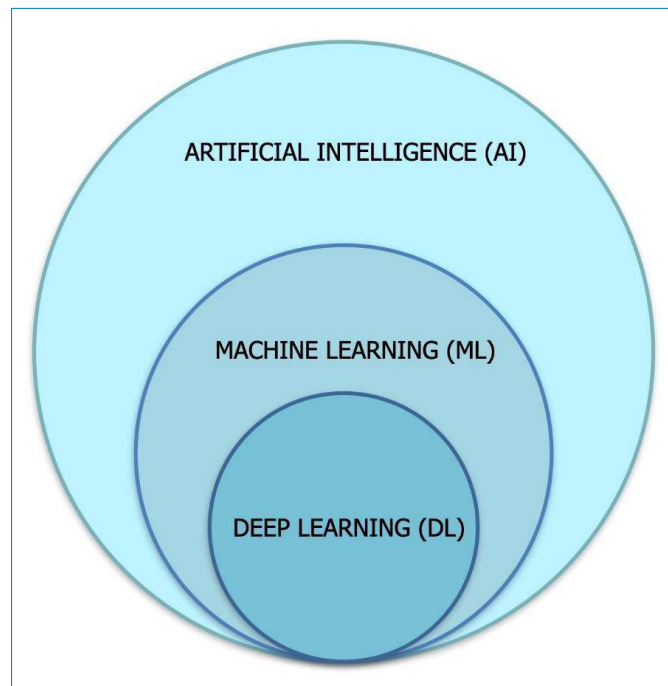 ARTIFICIAL INTELLIGENCE (AI)
MACHINE LEARNING (ML)
DEEP LEARNING (DL)